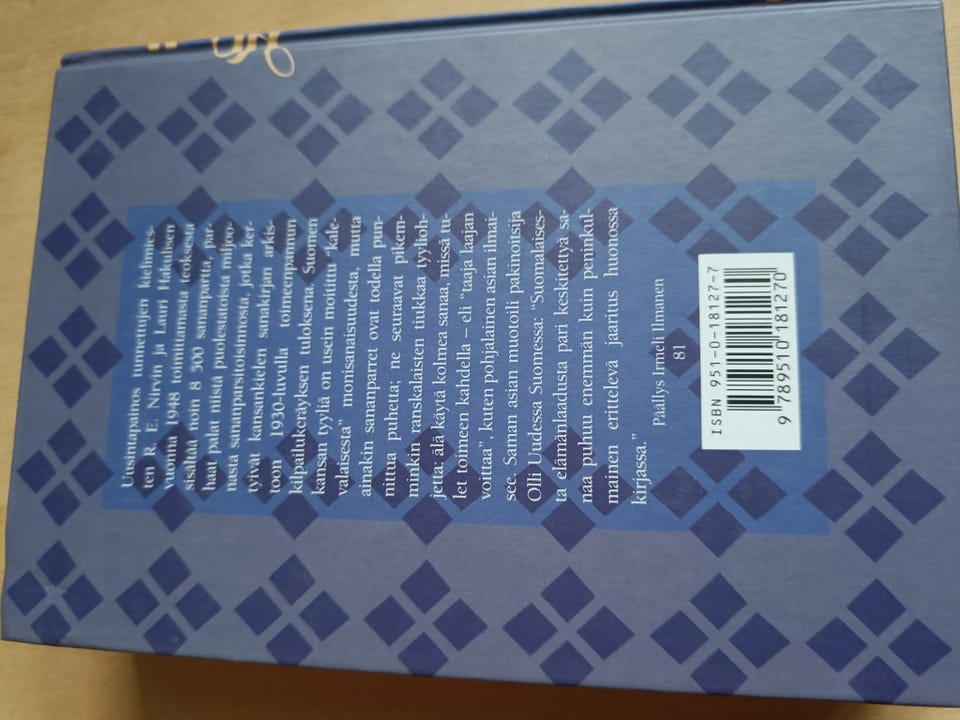 Uusintapainos tunnettujen kielimies-
ten R. E. Nirvin ja Lauri Hakulisen
vuonna 1948 toimittamasta teoksesta
sisältää noin 8 500 sananpartta par-
haat palat niistä puolestatoista miljoo-
nasta sananparsitoisinnosta, jotka ker-
tyivät kansankielen sanakirjan arkis-
toon 1930-luvulla toimeenpannun
kilpailukeräyksen tuloksena. Suomen
kansan tyyliä on usein moitittu "kale-
valaisesta" monisanaisuudesta, mutta
ainakin sananparret ovat todella pun-
nittua puhetta; ne seuraavat pikem-
minkin ranskalaisten tiukkaa tyylioh-
jetta: älä käytä kolmea sanaa, missä tu-
let toimeen kahdella – eli "taaja laajan
voittaa", kuten pohjalainen asian ilmai-
see. Saman asian muotoili pakinoitsija
Olli Uudessa Suomessa: "Suomalaises-
ta elämänlaadusta pari keskitettyä sa-
naa puhuu enemmän kuin peninkul-
mainen erittelevä jaaritus huonossa
kirjassa."
Päällys Irmeli Ilmanen
81
ISBN 951-0-18127-7
9 789510 181270